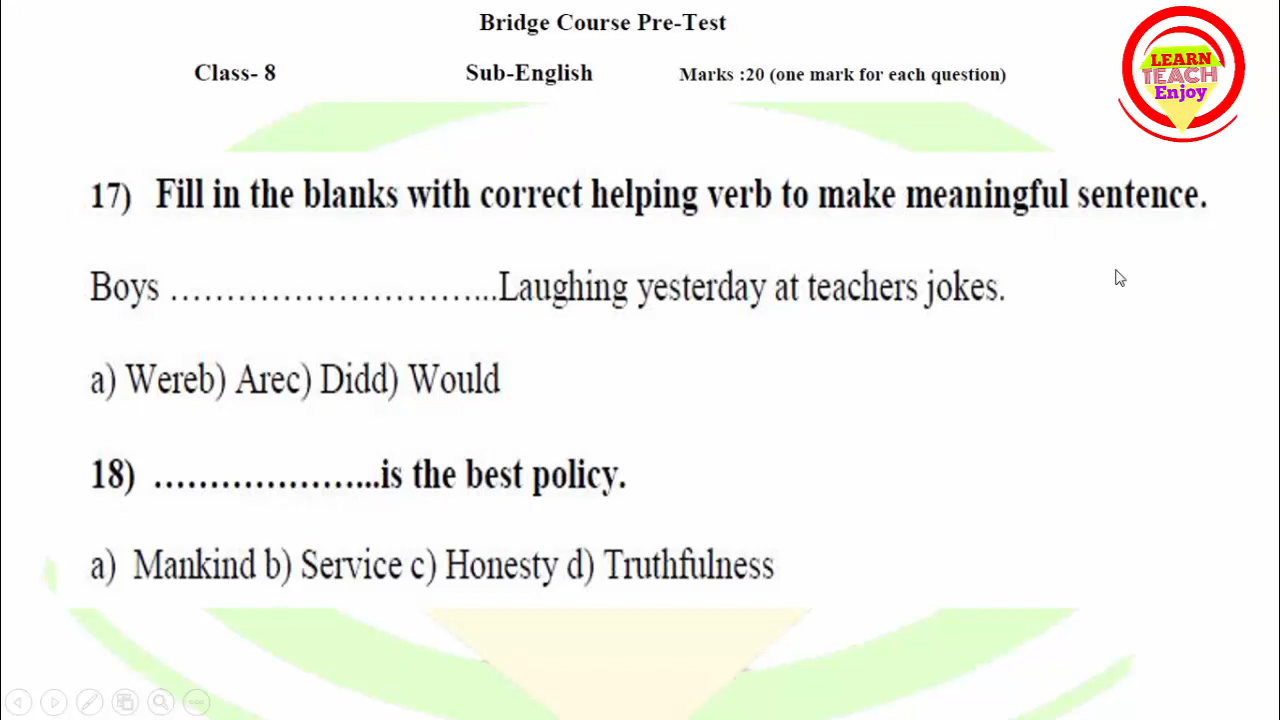 Bridge Course Pre-Test
Class- 8 Sub-English Marks :20 (one mark for each question)
LEARN
TEACH
Enjoy
17) Fill in the blanks with correct helping verb to make meaningful sentence.
Boys ………………………...Laughing yesterday at teachers jokes.
a) Wereb) Arec) Didd) Would
18) …………………..is the best policy.
a) Mankind b) Service c) Honesty d) Truthfulness